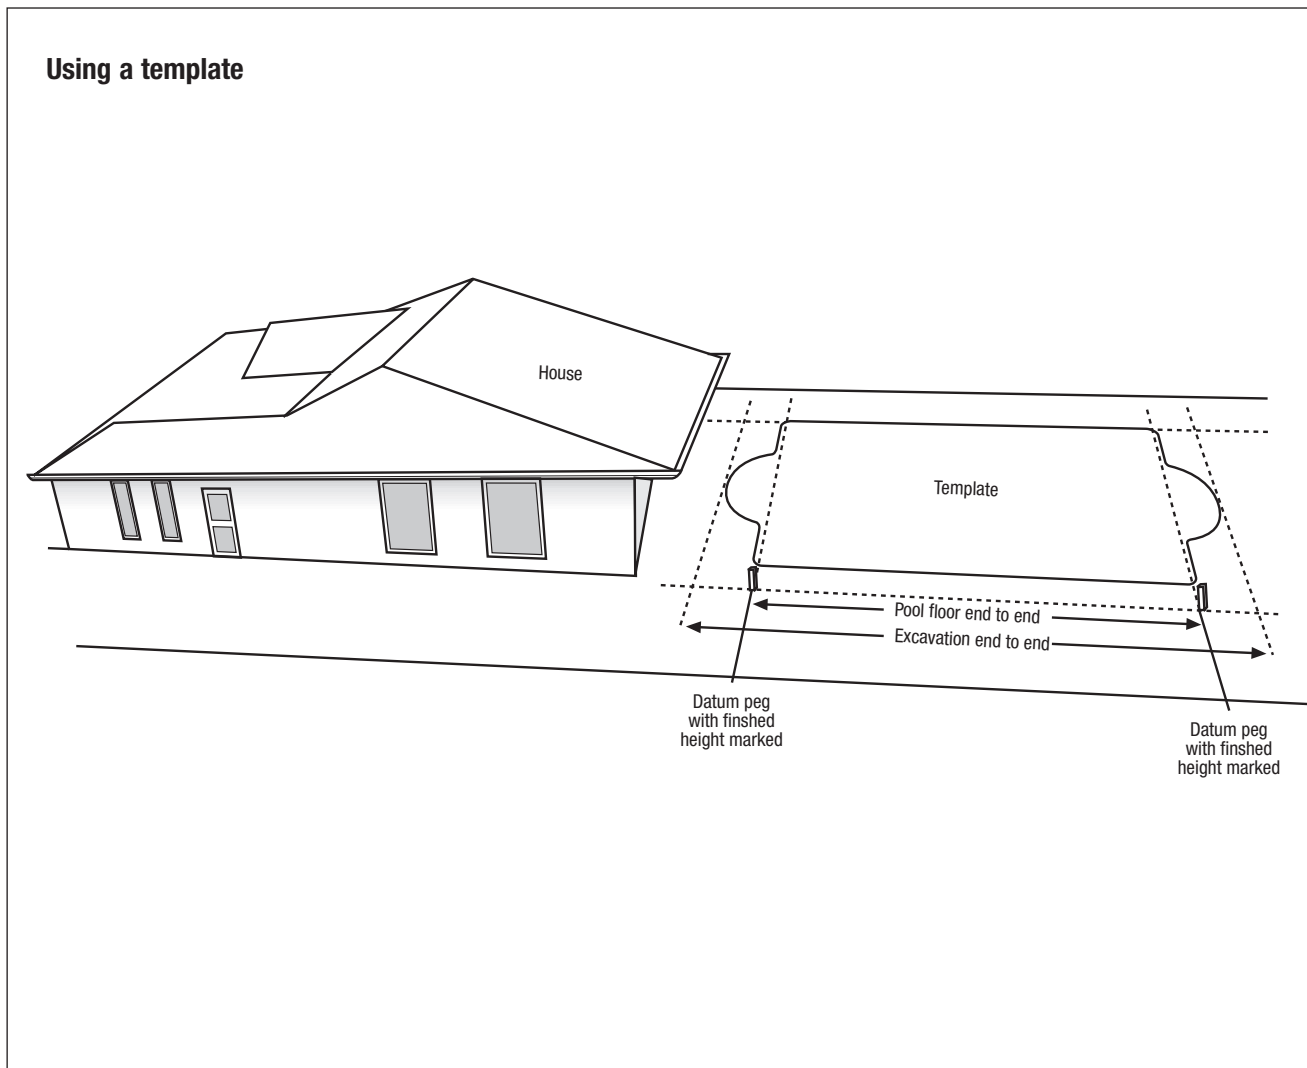 Using a template
House
Template
Pool floor end to end
Excavation end to end
Datum peg
with finshed
height marked
Datum peg
with finshed
height marked